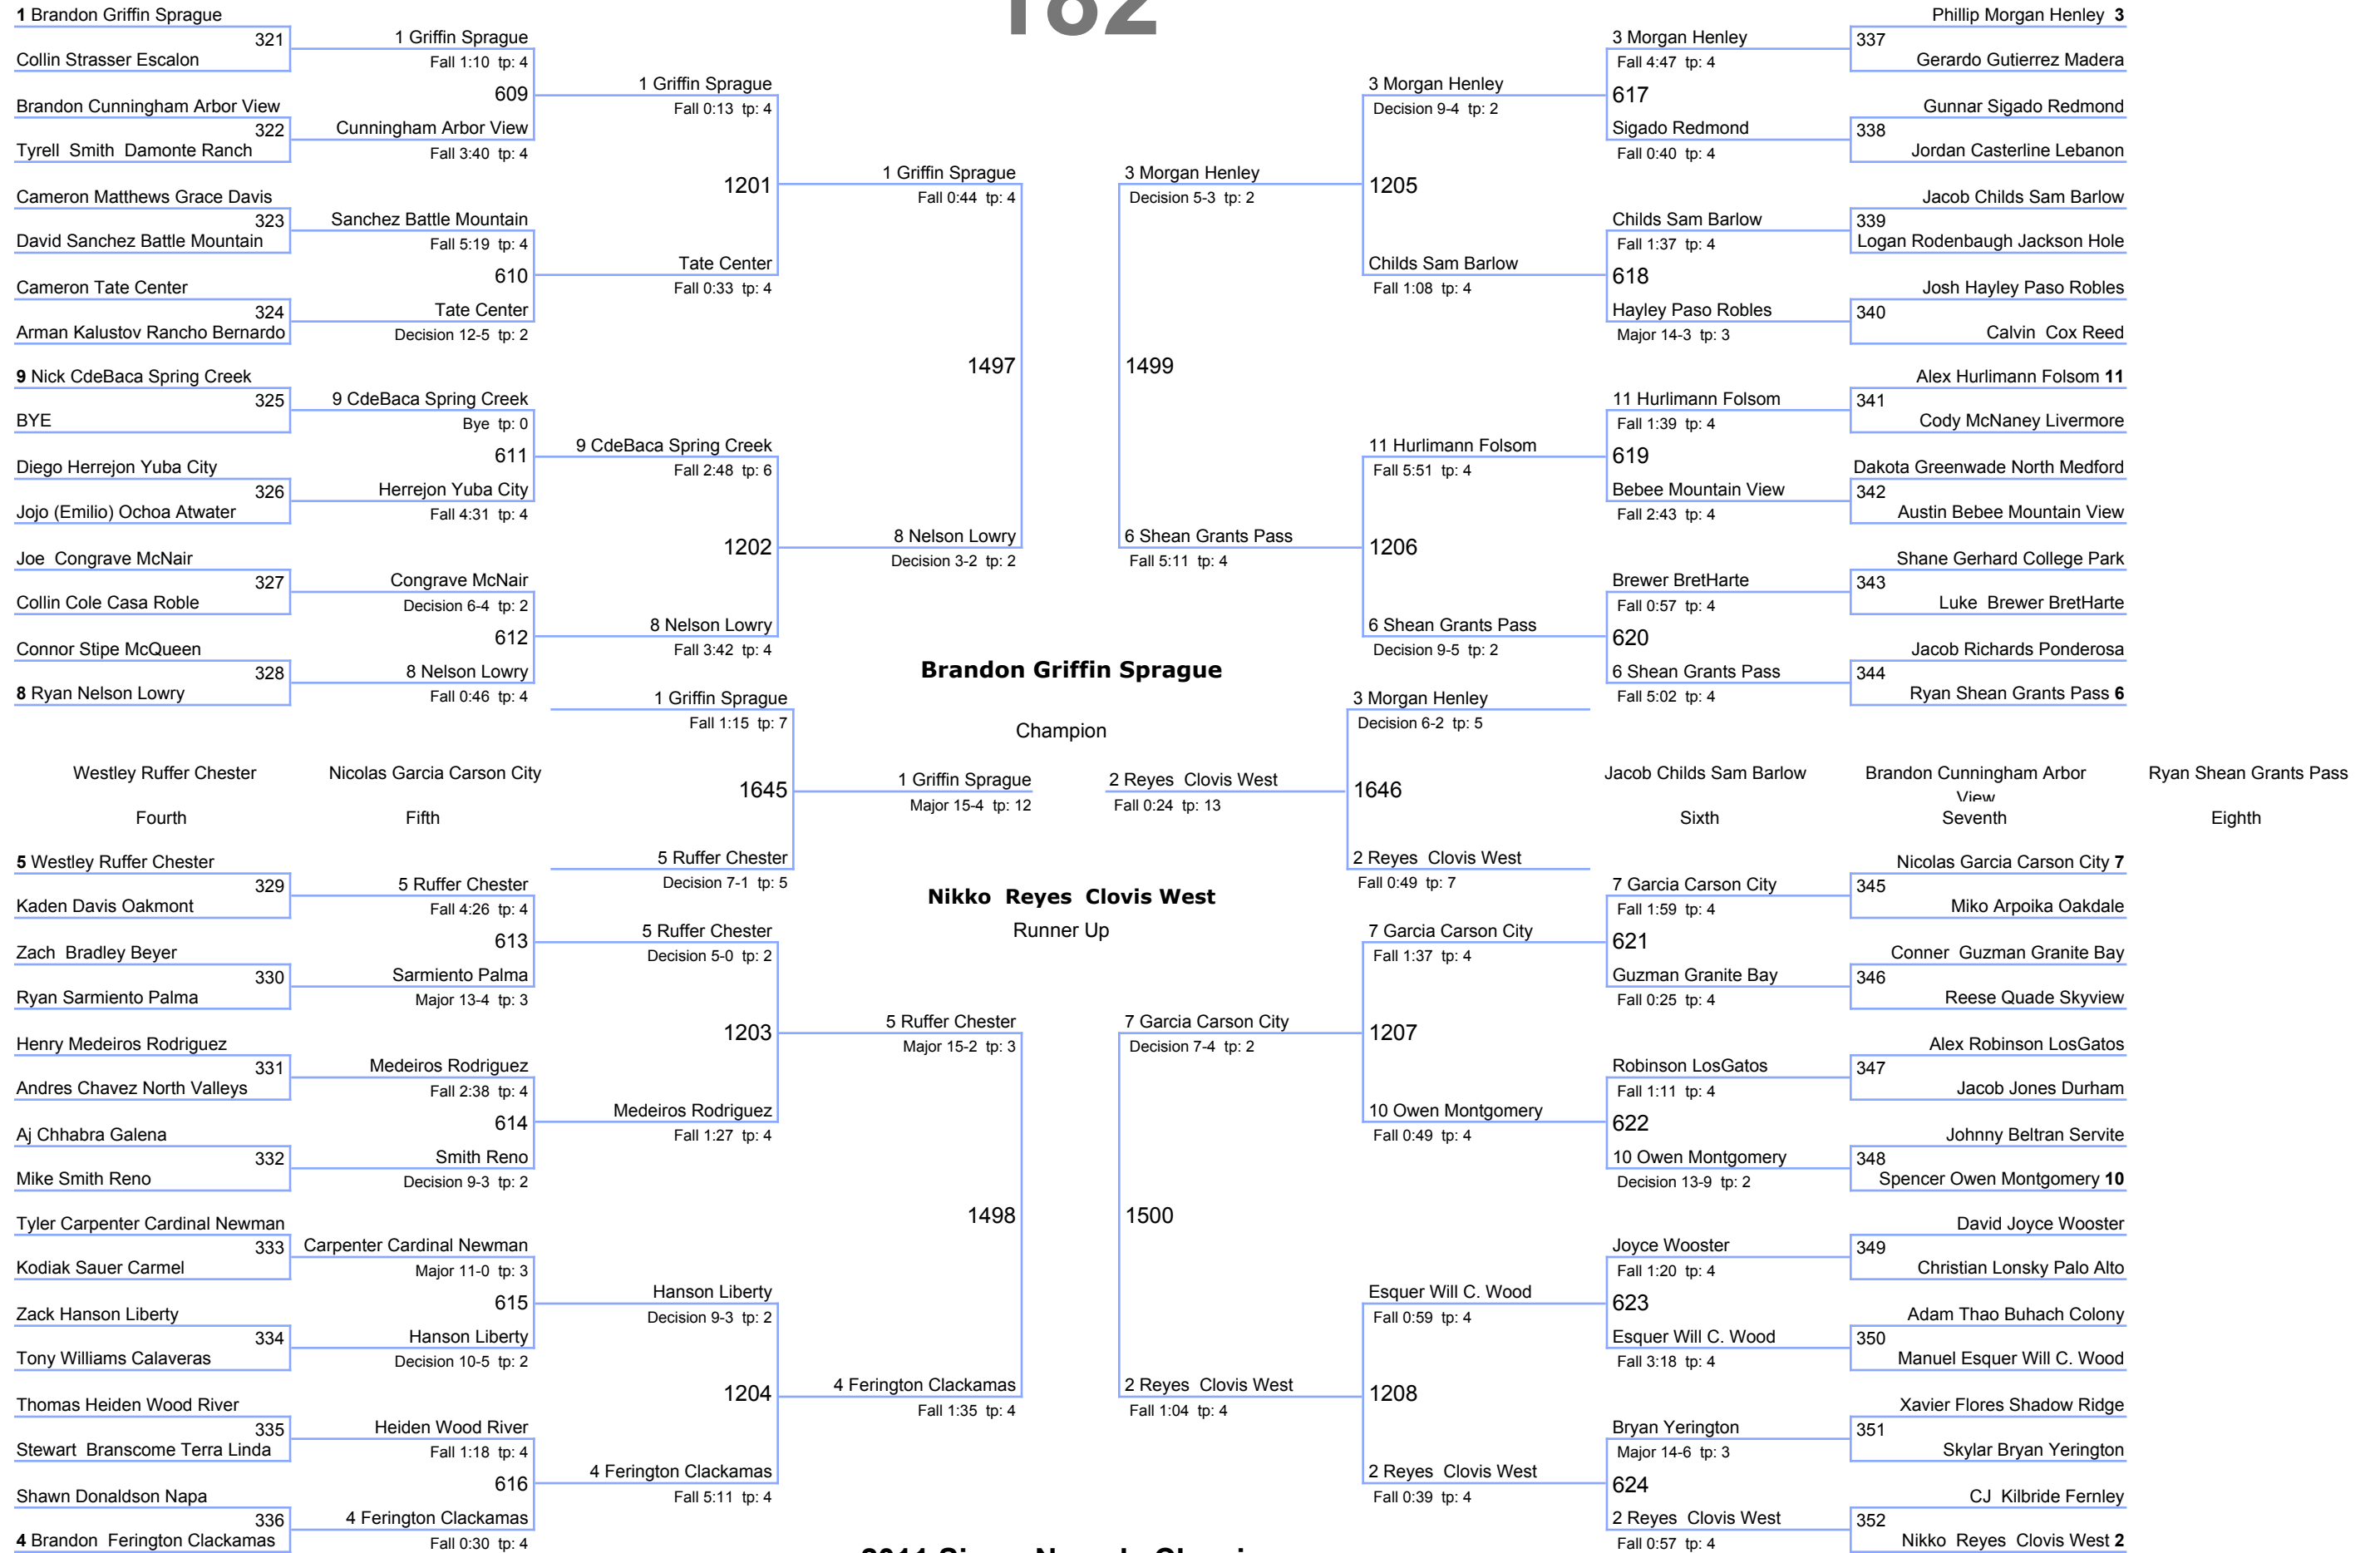 182
1 Brandon Griffin Sprague
321
Collin Strasser Escalon
Brandon Cunningham Arbor View
322
Tyrell Smith Damonte Ranch
Cameron Matthews Grace Davis
323
David Sanchez Battle Mountain
Cameron Tate Center
324
Arman Kalustov Rancho Bernardo
9 Nick CdeBaca Spring Creek
325
BYE
Diego Herrejon Yuba City
326
Jojo (Emilio) Ochoa Atwater
Joe Congrave McNair
327
Collin Cole Casa Roble
Connor Stipe McQueen
328
8 Ryan Nelson Lowry
1 Griffin Sprague
Fall 1:10 tp: 4
609
Cunningham Arbor View
Fall 3:40 tp: 4
Sanchez Battle Mountain
Fall 5:19 tp: 4
610
Tate Center
Decision 12-5 tp: 2
9 CdeBaca Spring Creek
Bye tp: 0
611
Herrejon Yuba City
Fall 4:31 tp: 4
Congrave McNair
Decision 6-4 tp: 2
612
8 Nelson Lowry
Fall 0:46 tp: 4
1 Griffin Sprague
Fall 0:13 tp: 4
1201
Tate Center
Fall 0:33 tp: 4
9 CdeBaca Spring Creek
Fall 2:48 tp: 6
1202
8 Nelson Lowry
Fall 3:42 tp: 4
1 Griffin Sprague
Fall 0:44 tp: 4
1497
8 Nelson Lowry
Decision 3-2 tp: 2
3 Morgan Henley
Decision 5-3 tp: 2
1499
6 Shean Grants Pass
Fall 5:11 tp: 4
3 Morgan Henley
Decision 9-4 tp: 2
1205
Childs Sam Barlow
Fall 1:08 tp: 4
11 Hurlimann Folsom
Fall 5:51 tp: 4
1206
6 Shean Grants Pass
Decision 9-5 tp: 2
3 Morgan Henley
Fall 4:47 tp: 4
617
Sigado Redmond
Fall 0:40 tp: 4
Childs Sam Barlow
Fall 1:37 tp: 4
618
Hayley Paso Robles
Major 14-3 tp: 3
11 Hurlimann Folsom
Fall 1:39 tp: 4
619
Bebee Mountain View
Fall 2:43 tp: 4
Brewer BretHarte
Fall 0:57 tp: 4
620
6 Shean Grants Pass
Fall 5:02 tp: 4
Phillip Morgan Henley 3
337
Gerardo Gutierrez Madera
Gunnar Sigado Redmond
338
Jordan Casterline Lebanon
Jacob Childs Sam Barlow
339
Logan Rodenbaugh Jackson Hole
Josh Hayley Paso Robles
340
Calvin Cox Reed
Alex Hurlimann Folsom 11
341
Cody McNaney Livermore
Dakota Greenwade North Medford
342
Austin Bebee Mountain View
Shane Gerhard College Park
343
Luke Brewer BretHarte
Jacob Richards Ponderosa
344
Ryan Shean Grants Pass 6
Brandon Griffin Sprague
Champion
1 Griffin Sprague
Fall 1:15 tp: 7
1645
5 Ruffer Chester
Decision 7-1 tp: 5
1 Griffin Sprague
Major 15-4 tp: 12
2 Reyes Clovis West
Fall 0:24 tp: 13
3 Morgan Henley
Decision 6-2 tp: 5
1646
2 Reyes Clovis West
Fall 0:49 tp: 7
Nikko Reyes Clovis West
Runner Up
Westley Ruffer Chester
Fourth
Nicolas Garcia Carson City
Fifth
Jacob Childs Sam Barlow
Sixth
Brandon Cunningham Arbor
View
Seventh
Ryan Shean Grants Pass
Eighth
5 Westley Ruffer Chester
329
Kaden Davis Oakmont
Zach Bradley Beyer
330
Ryan Sarmiento Palma
Henry Medeiros Rodriguez
331
Andres Chavez North Valleys
Aj Chhabra Galena
332
Mike Smith Reno
Tyler Carpenter Cardinal Newman
333
Kodiak Sauer Carmel
Zack Hanson Liberty
334
Tony Williams Calaveras
Thomas Heiden Wood River
335
Stewart Branscome Terra Linda
Shawn Donaldson Napa
336
4 Brandon Ferington Clackamas
5 Ruffer Chester
Fall 4:26 tp: 4
613
Sarmiento Palma
Major 13-4 tp: 3
Medeiros Rodriguez
Fall 2:38 tp: 4
614
Smith Reno
Decision 9-3 tp: 2
Carpenter Cardinal Newman
Major 11-0 tp: 3
615
Hanson Liberty
Decision 10-5 tp: 2
Heiden Wood River
Fall 1:18 tp: 4
616
4 Ferington Clackamas
Fall 0:30 tp: 4
5 Ruffer Chester
Decision 5-0 tp: 2
1203
Medeiros Rodriguez
Fall 1:27 tp: 4
Hanson Liberty
Decision 9-3 tp: 2
1204
4 Ferington Clackamas
Fall 5:11 tp: 4
5 Ruffer Chester
Major 15-2 tp: 3
1498
4 Ferington Clackamas
Fall 1:35 tp: 4
7 Garcia Carson City
Decision 7-4 tp: 2
1500
2 Reyes Clovis West
Fall 1:04 tp: 4
7 Garcia Carson City
Fall 1:37 tp: 4
1207
10 Owen Montgomery
Fall 0:49 tp: 4
Esquer Will C. Wood
Fall 0:59 tp: 4
1208
2 Reyes Clovis West
Fall 0:39 tp: 4
7 Garcia Carson City
Fall 1:59 tp: 4
621
Guzman Granite Bay
Fall 0:25 tp: 4
Robinson LosGatos
Fall 1:11 tp: 4
622
10 Owen Montgomery
Decision 13-9 tp: 2
Joyce Wooster
Fall 1:20 tp: 4
623
Esquer Will C. Wood
Fall 3:18 tp: 4
Bryan Yerington
Major 14-6 tp: 3
624
2 Reyes Clovis West
Fall 0:57 tp: 4
Nicolas Garcia Carson City 7
345
Miko Arpoika Oakdale
Conner Guzman Granite Bay
346
Reese Quade Skyview
Alex Robinson LosGatos
347
Jacob Jones Durham
Johnny Beltran Servite
348
Spencer Owen Montgomery 10
David Joyce Wooster
349
Christian Lonsky Palo Alto
Adam Thao Buhach Colony
350
Manuel Esquer Will C. Wood
Xavier Flores Shadow Ridge
351
Skylar Bryan Yerington
CJ Kilbride Fernley
352
Nikko Reyes Clovis West 2